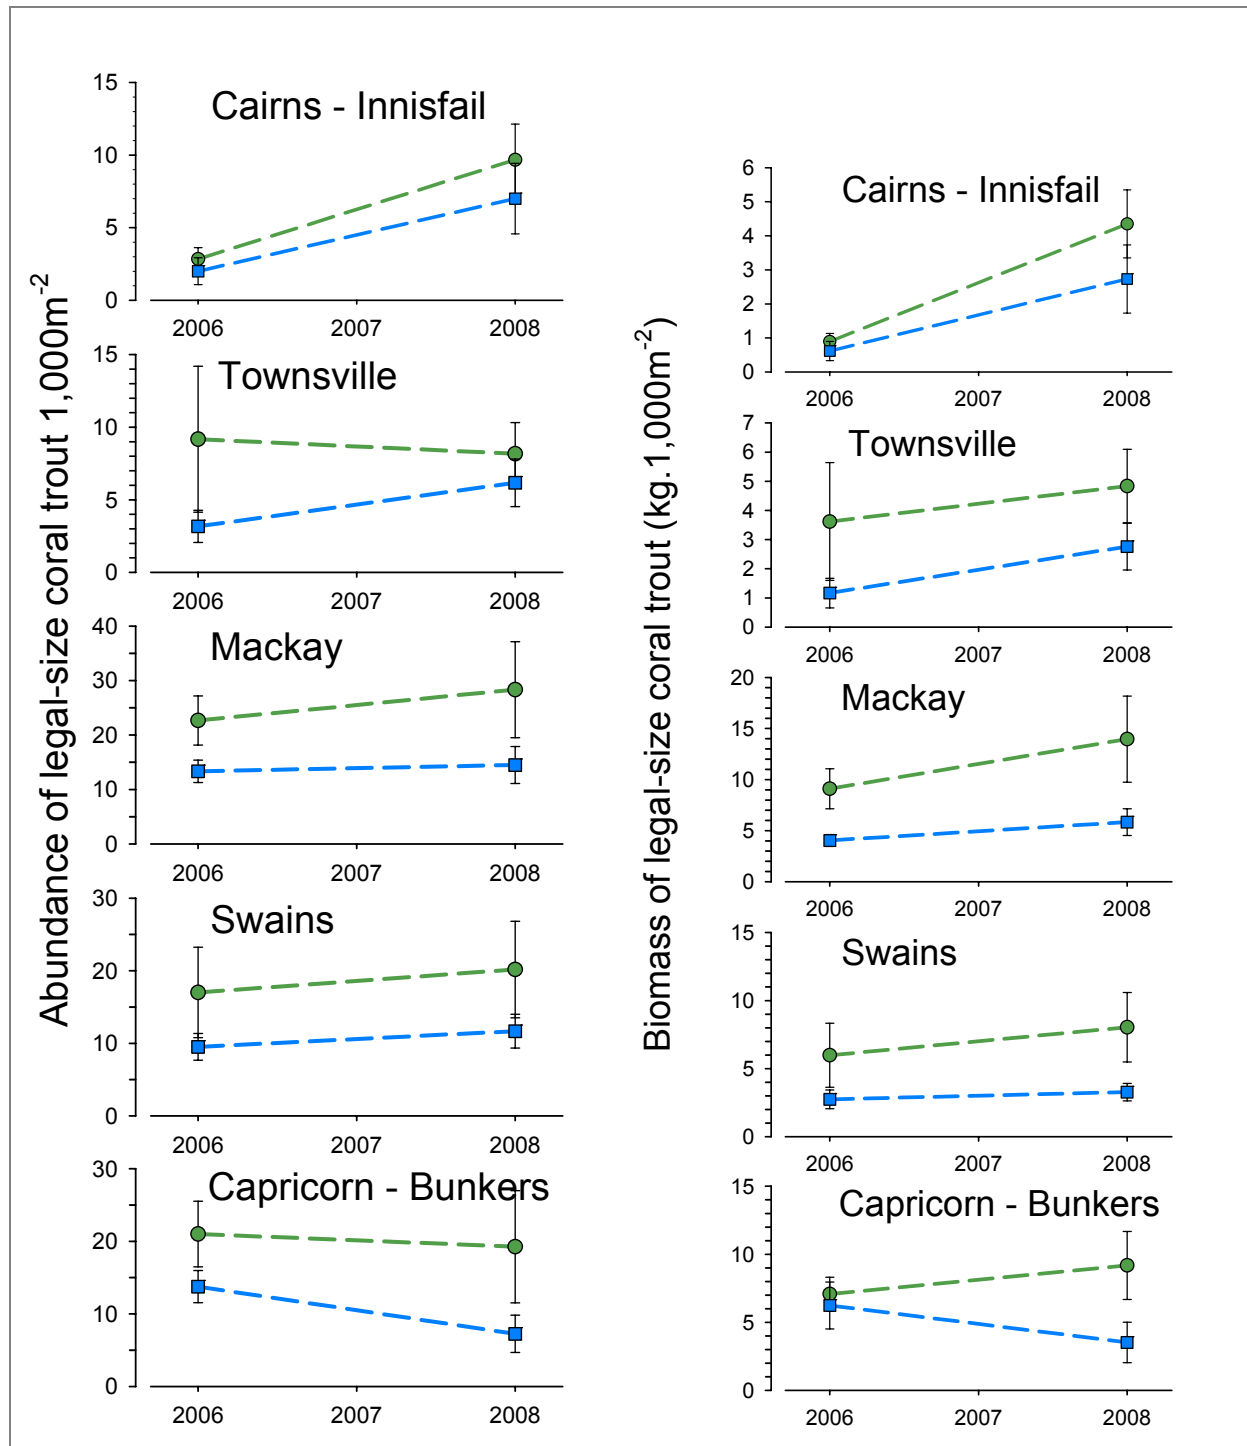 Abundance of legal-size coral trout 1,000m-2
Cairns - Innisfail
15
10
5
0
2006 2007 2008
Townsville
15
10
5
0
2006 2007 2008
Mackay
40
30
20
10
0
2006 2007 2008
Swains
30
20
10
0
2006 2007 2008
Capricorn - Bunkers
30
20
10
0
2006 2007 2008
Biomass of legal-size coral trout (kg.1,000m-2)
Cairns - Innisfail
6
5
4
3
2
1
0
2006 2007 2008
Townsville
7
6
5
4
3
2
1
0
2006 2007 2008
Mackay
20
15
10
5
0
2006 2007 2008
Swains
15
10
5
0
2006 2007 2008
Capricorn - Bunkers
15
10
5
0
2006 2007 2008